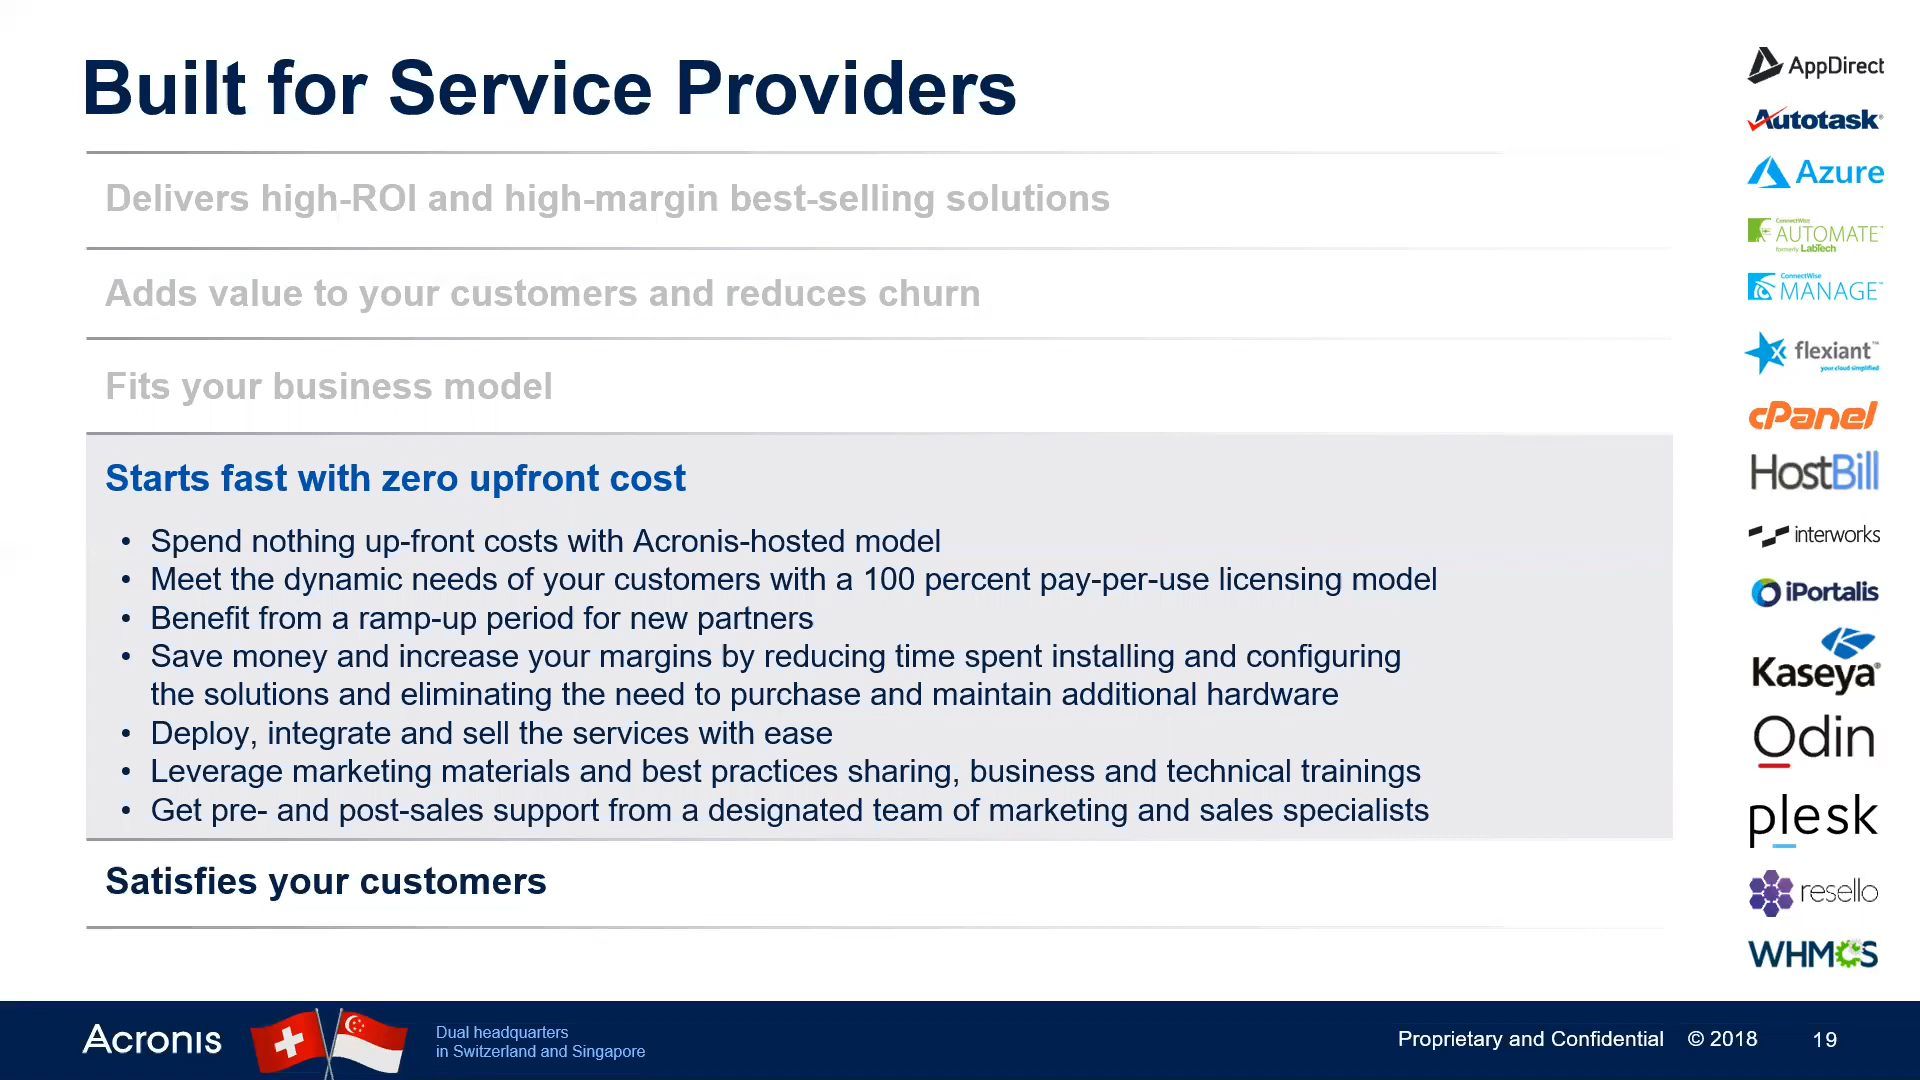 Built for Service Providers
Delivers high-ROI and high-margin best-selling solutions
Adds value to your customers and reduces churn
Fits your business model
Starts fast with zero upfront cost
• Spend nothing up-front costs with Acronis-hosted model
• Meet the dynamic needs of your customers with a 100 percent pay-per-use licensing model
• Benefit from a ramp-up period for new partners
• Save money and increase your margins by reducing time spent installing and configuring
the solutions and eliminating the need to purchase and maintain additional hardware
• Deploy, integrate and sell the services with ease
• Leverage marketing materials and best practices sharing, business and technical trainings
• Get pre- and post-sales support from a designated team of marketing and sales specialists
Satisfies your customers
AppDirect
Autotask®
Azure
ConnectWise
AUTOMATE™
formerly LabTech
ConnectWise
MANAGE™
flexiant™
your cloud simplified
cPanel
HostBill
interworks
iPortalis
Kaseya®
Odin
plesk
resello
WHMCS
Acronis
Dual headquarters
in Switzerland and Singapore
Proprietary and Confidential © 2018 19